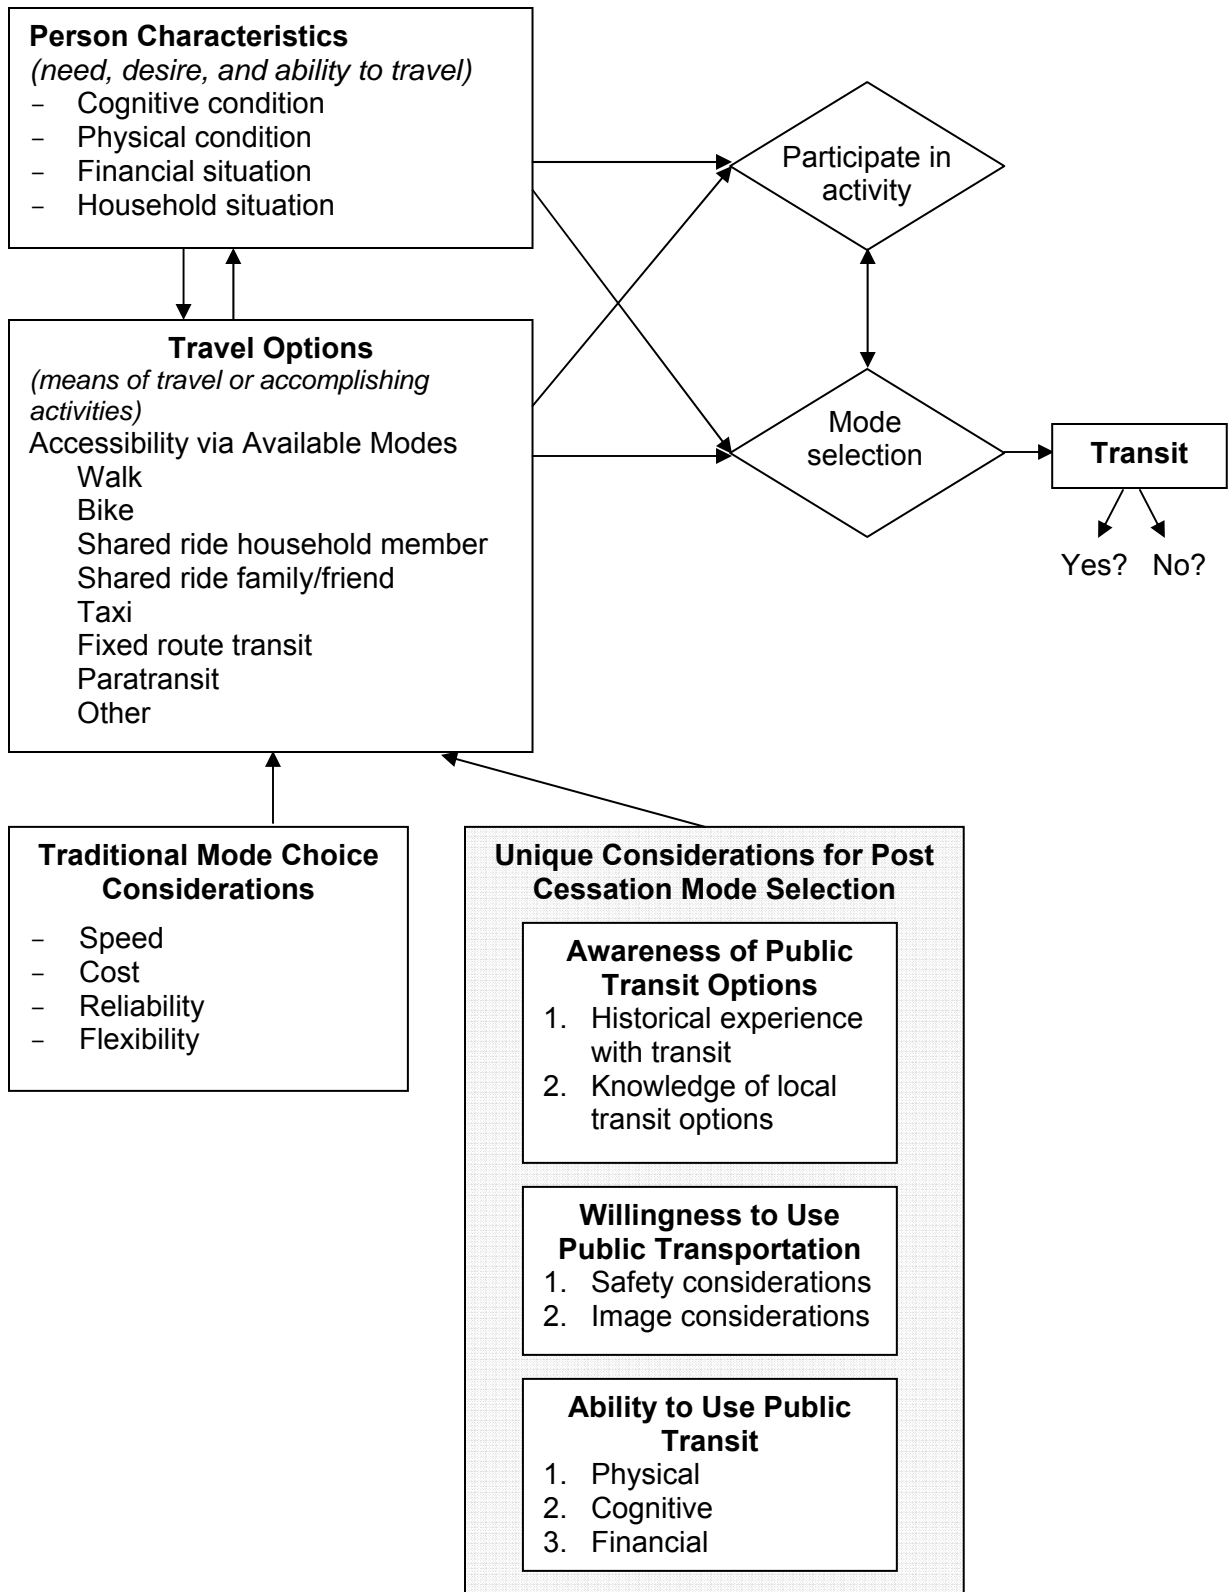 Person Characteristics
(need, desire, and ability to travel)
- Cognitive condition
- Physical condition
- Financial situation
- Household situation
Participate in
activity
Travel Options
(means of travel or accomplishing
activities)
Accessibility via Available Modes
Walk
Bike
Shared ride household member
Shared ride family/friend
Taxi
Fixed route transit
Paratransit
Other
Mode
selection
Transit
Yes? No?
Traditional Mode Choice
Considerations
- Speed
- Cost
- Reliability
- Flexibility
Unique Considerations for Post
Cessation Mode Selection
Awareness of Public
Transit Options
1. Historical experience
with transit
2. Knowledge of local
transit options
Willingness to Use
Public Transportation
1. Safety considerations
2. Image considerations
Ability to Use Public
Transit
1. Physical
2. Cognitive
3. Financial